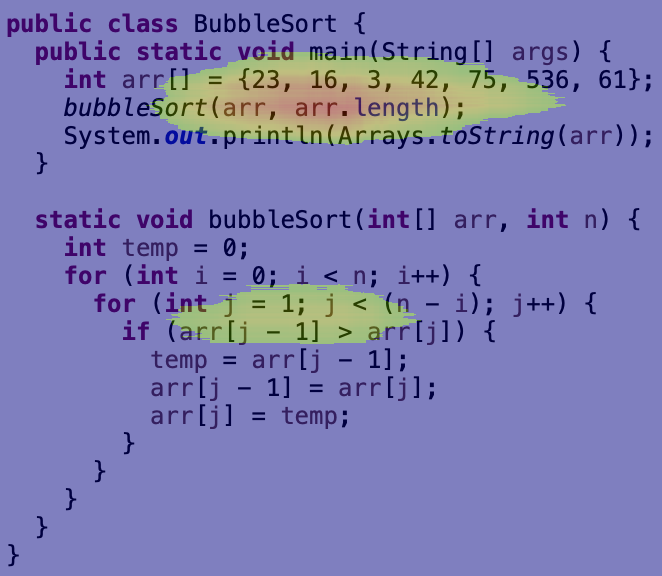 public class BubbleSort {
public static void main(String[] args) {
int arr[] = {23, 16, 3, 42, 75, 536, 61};
bubbleSort(arr, arr.length);
System.out.println(Arrays.toString(arr));
}
static void bubbleSort(int[] arr, int n) {
int temp = 0;
for (int i = 0; i < n; i++) {
for (int j = 1; j < (n - i); j++) {
if (arr[j - 1] > arr[j]) {
temp = arr[j - 1];
arr[j - 1] = arr[j];
arr[j] = temp;
}
}
}
}
}